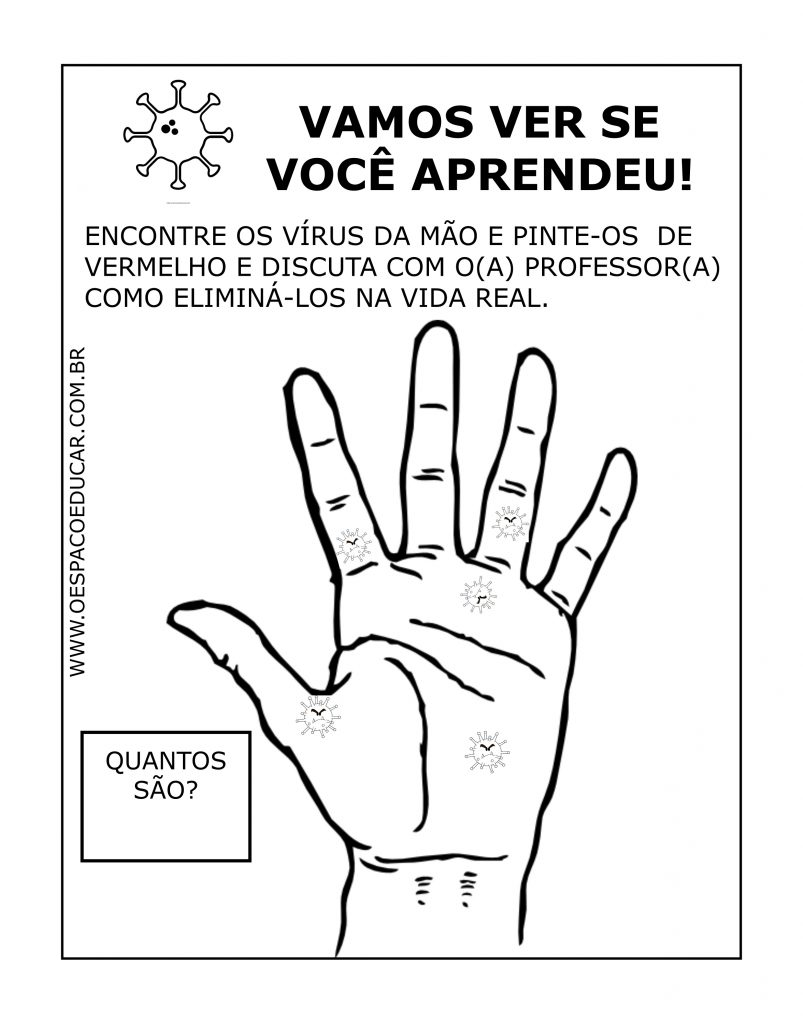 VAMOS VER SE
VOCÊ APRENDEU!
ENCONTRE OS VÍRUS DA MÃO E PINTE-OS  DE
VERMELHO E DISCUTA COM O(A) PROFESSOR(A)
COMO ELIMINÁ-LOS NA VIDA REAL.
WWW.OESPACOEDUCAR.COM.BR
QUANTOS
SÃO?